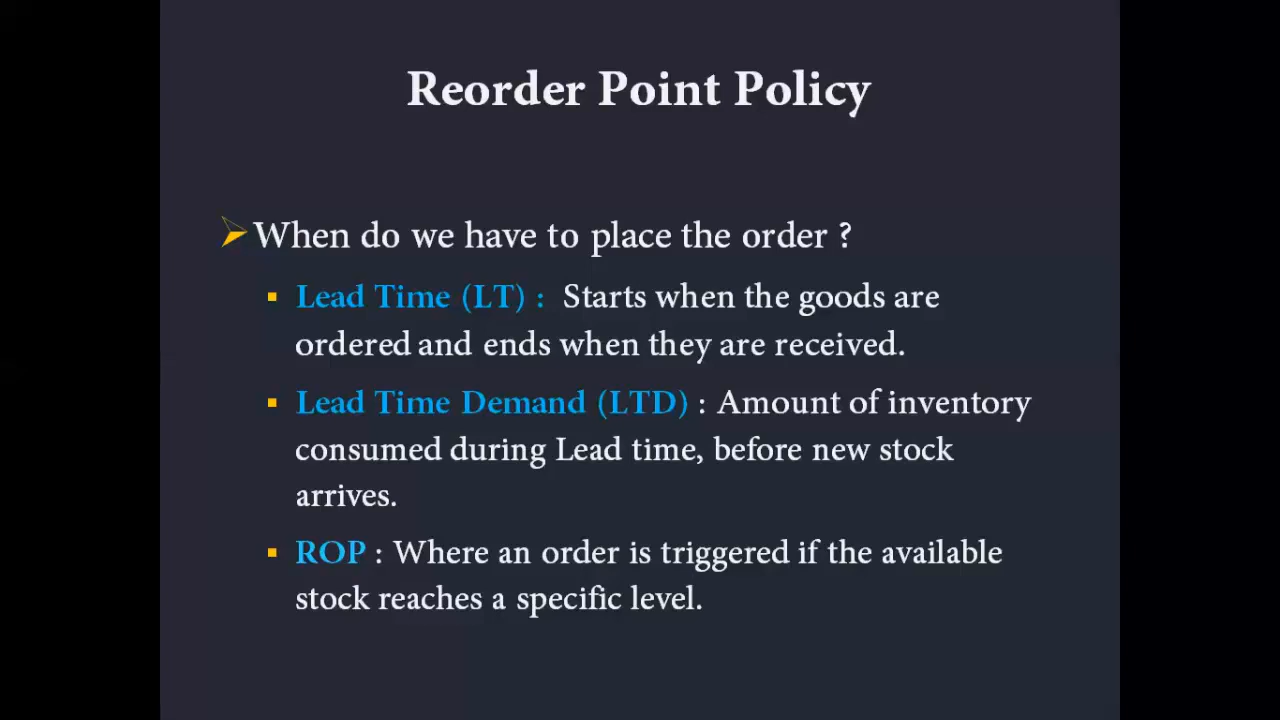 Reorder Point Policy
When do we have to place the order ?
Lead Time (LT) : Starts when the goods are
ordered and ends when they are received.
Lead Time Demand (LTD) : Amount of inventory
consumed during Lead time, before new stock
arrives.
ROP : Where an order is triggered if the available
stock reaches a specific level.